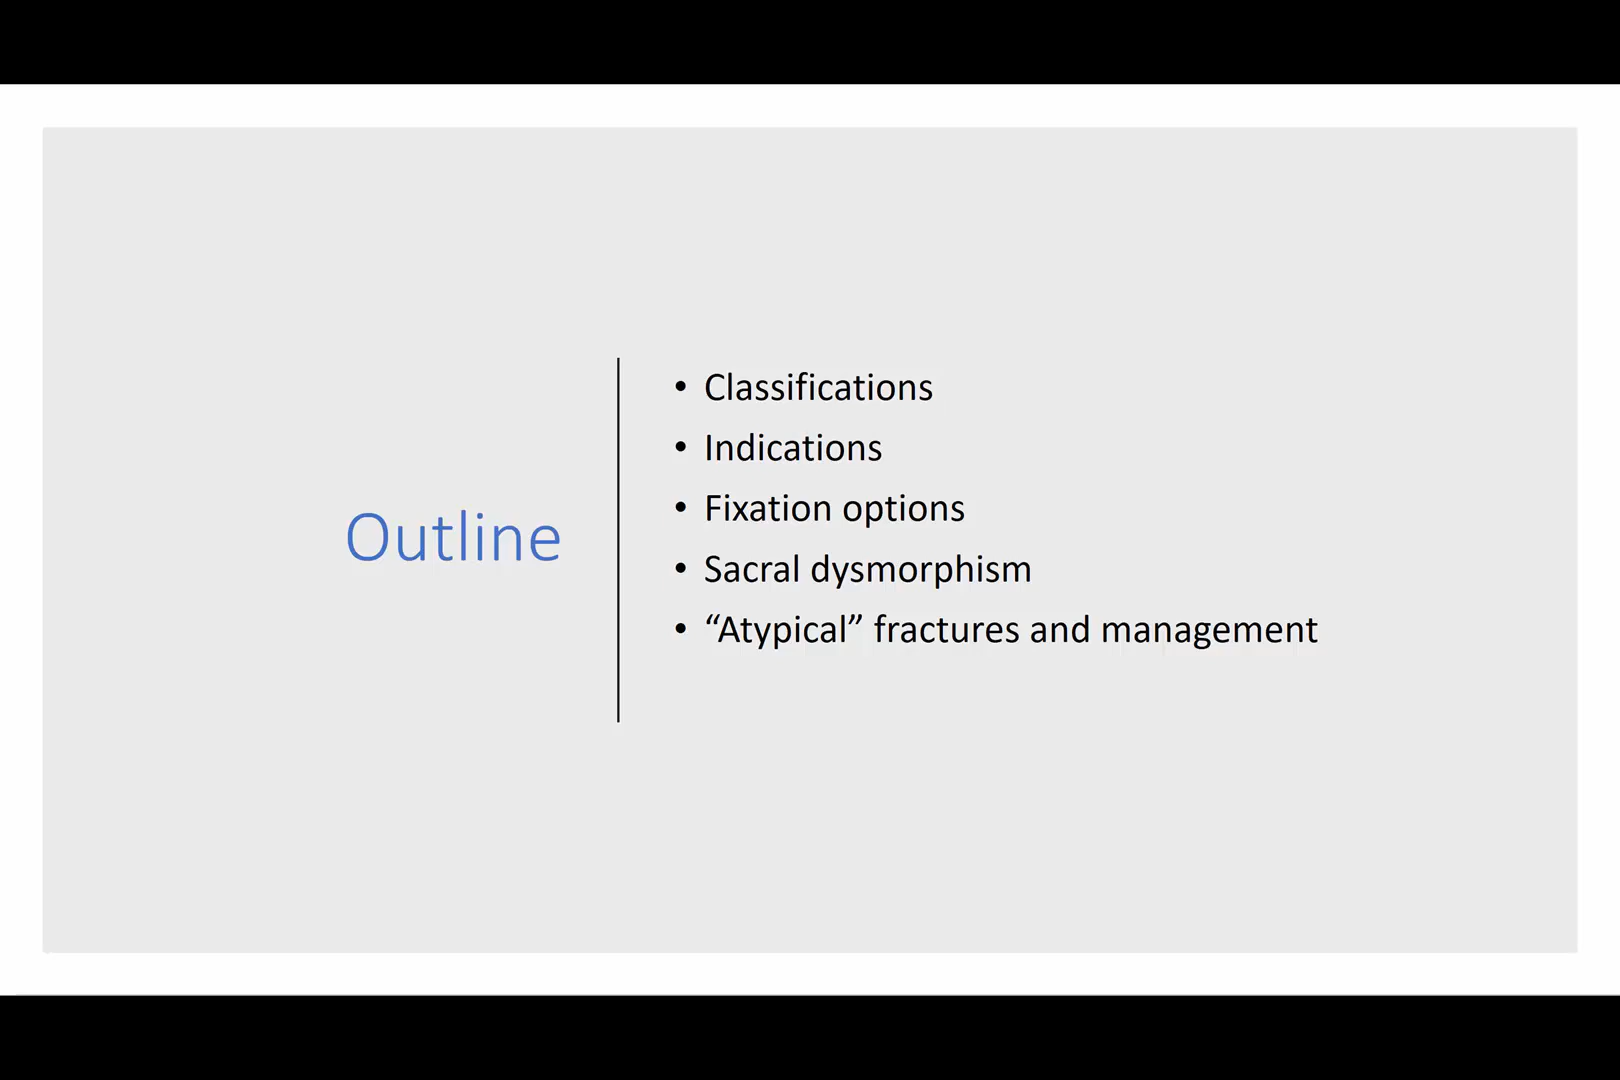 Outline
• Classifications
• Indications
• Fixation options
• Sacral dysmorphism
• “Atypical” fractures and management